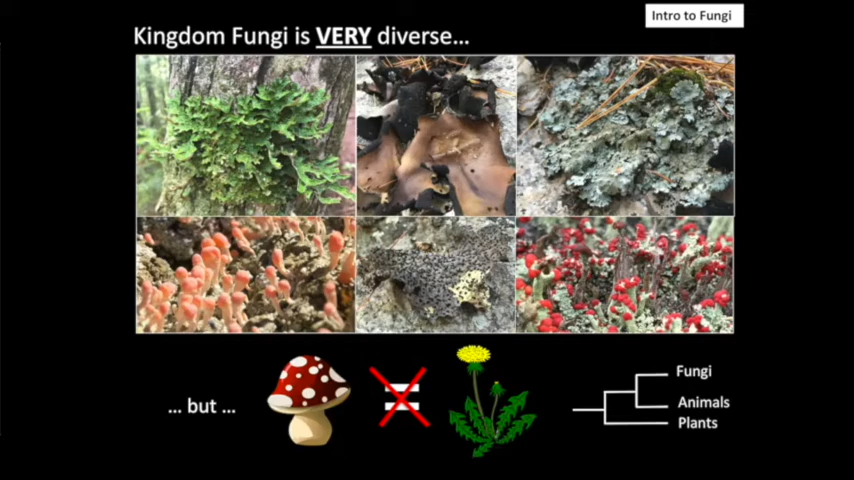 Intro to Fungi
Kingdom Fungi is VERY diverse...
... but ...
Fungi
Animals
Plants